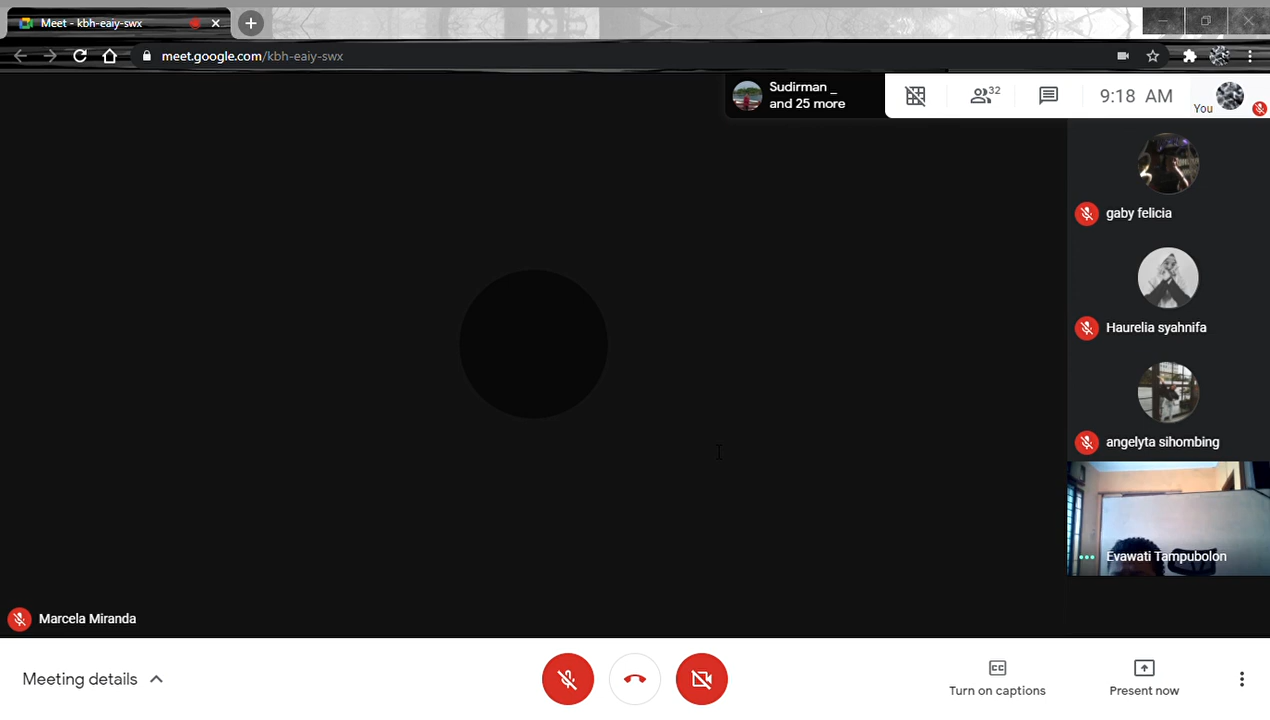 Meet - kbh-eaiy-swx
meet.google.com/kbh-eaiy-swx
Sudirman _
and 25 more
32
9:18 AM
You
gaby felicia
Haurelia syahnifa
angelyta sihombing
Evawati Tampubolon
Marcela Miranda
Meeting details
Turn on captions
Present now